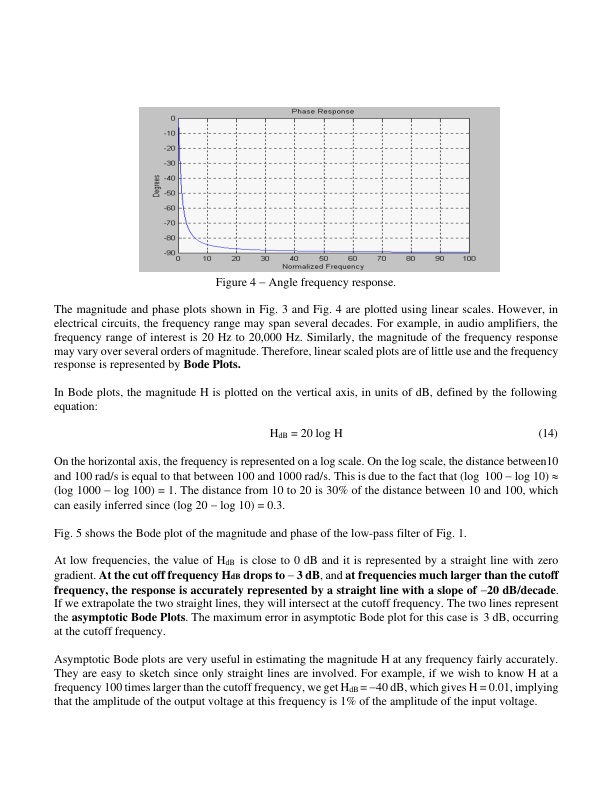 Phase Response
0
-10
-20
-30
-40
-50
-60
-70
-80
-90
Degrees
0 10 20 30 40 50 60 70 80 90 100
Normalized Frequency
Figure 4 – Angle frequency response.
The magnitude and phase plots shown in Fig. 3 and Fig. 4 are plotted using linear scales. However, in
electrical circuits, the frequency range may span several decades. For example, in audio amplifiers, the
frequency range of interest is 20 Hz to 20,000 Hz. Similarly, the magnitude of the frequency response
may vary over several orders of magnitude. Therefore, linear scaled plots are of little use and the frequency
response is represented by Bode Plots.
In Bode plots, the magnitude H is plotted on the vertical axis, in units of dB, defined by the following
equation:
HdB = 20 log H (14)
On the horizontal axis, the frequency is represented on a log scale. On the log scale, the distance between10
and 100 rad/s is equal to that between 100 and 1000 rad/s. This is due to the fact that (log 100 – log 10) ≈
(log 1000 – log 100) = 1. The distance from 10 to 20 is 30% of the distance between 10 and 100, which
can easily inferred since (log 20 – log 10) = 0.3.
Fig. 5 shows the Bode plot of the magnitude and phase of the low-pass filter of Fig. 1.
At low frequencies, the value of HdB is close to 0 dB and it is represented by a straight line with zero
gradient. At the cut off frequency HdB drops to – 3 dB, and at frequencies much larger than the cutoff
frequency, the response is accurately represented by a straight line with a slope of –20 dB/decade.
If we extrapolate the two straight lines, they will intersect at the cutoff frequency. The two lines represent
the asymptotic Bode Plots. The maximum error in asymptotic Bode plot for this case is 3 dB, occurring
at the cutoff frequency.
Asymptotic Bode plots are very useful in estimating the magnitude H at any frequency fairly accurately.
They are easy to sketch since only straight lines are involved. For example, if we wish to know H at a
frequency 100 times larger than the cutoff frequency, we get HdB = –40 dB, which gives H = 0.01, implying
that the amplitude of the output voltage at this frequency is 1% of the amplitude of the input voltage.